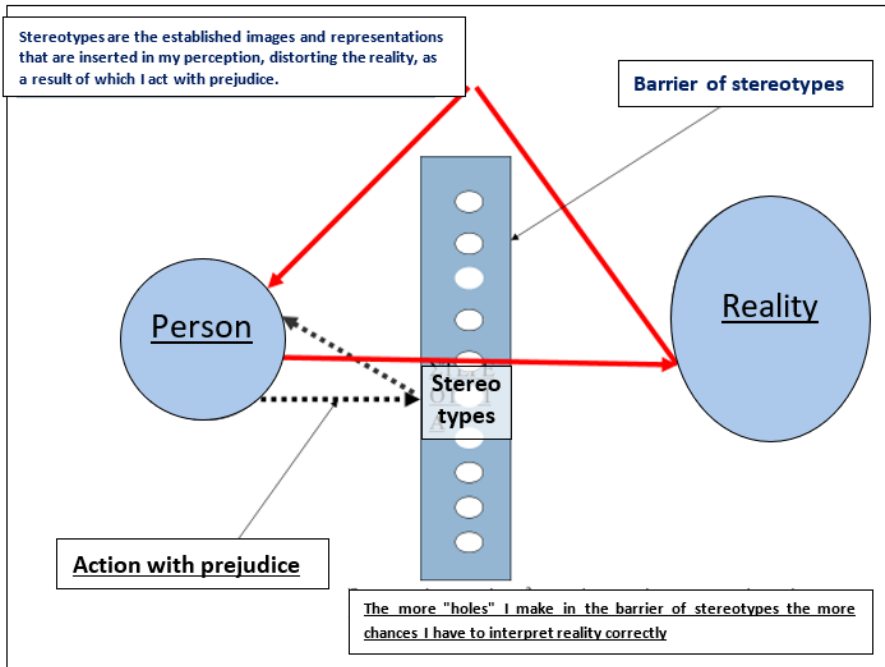 Stereotypes are the established images and representations
that are inserted in my perception, distorting the reality, as
a result of which I act with prejudice.
Barrier of stereotypes
Person
Reality
Stereo
types
Action with prejudice
The more "holes" I make in the barrier of stereotypes the more
chances I have to interpret reality correctly